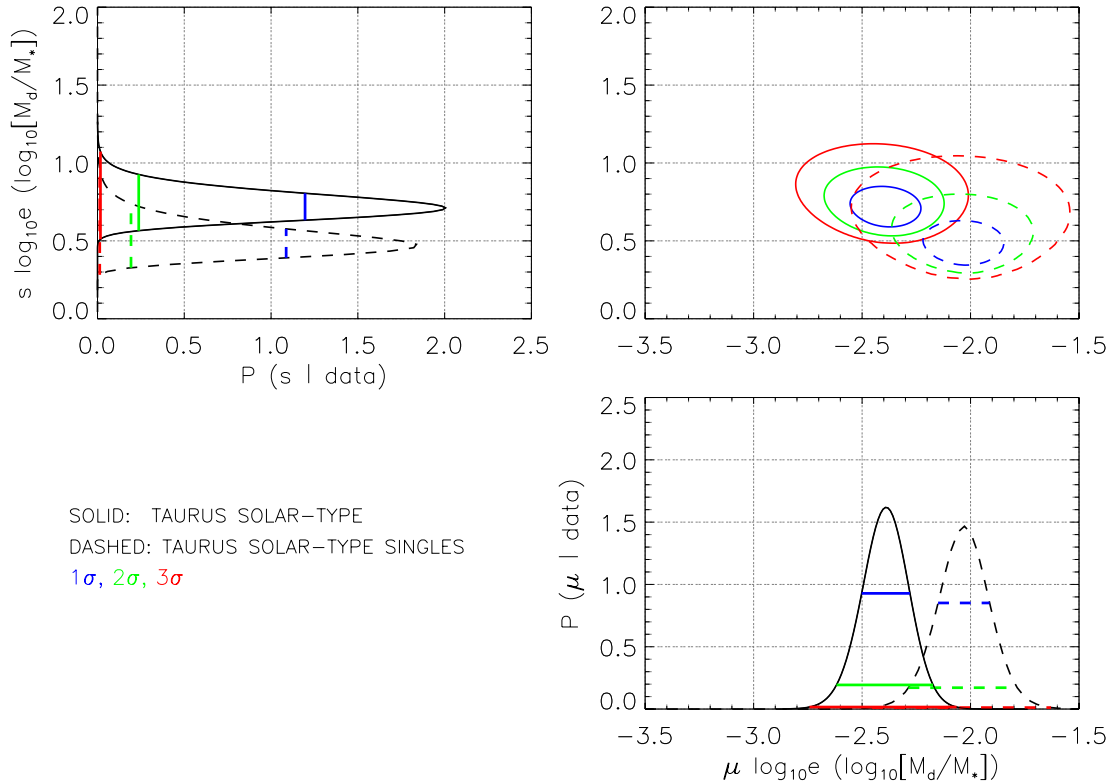 s log₁₀e (log₁₀[M_d/M_*])
2.0
1.5
1.0
0.5
0.0
0.0 0.5 1.0 1.5 2.0 2.5
P (s | data)
2.0
1.5
1.0
0.5
0.0
−3.5 −3.0 −2.5 −2.0 −1.5
SOLID: TAURUS SOLAR−TYPE
DASHED: TAURUS SOLAR−TYPE SINGLES
1σ, 2σ, 3σ
P (μ | data)
2.5
2.0
1.5
1.0
0.5
0.0
−3.5 −3.0 −2.5 −2.0 −1.5
μ log₁₀e (log₁₀[M_d/M_*])